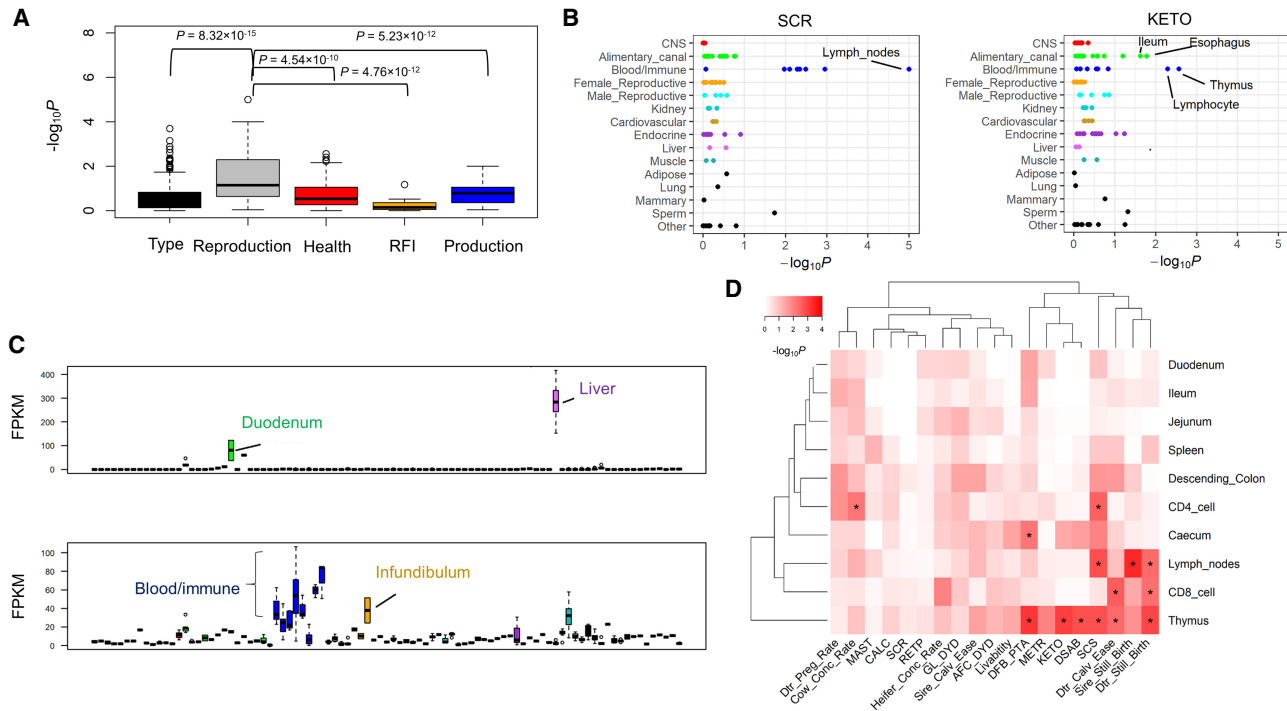 A
P = 8.32×10-15
P = 5.23×10-12
P = 4.54×10-10
P = 4.76×10-12
-log10P
8
6
4
2
0
Type
Reproduction
Health
RFI
Production
B
SCR
CNS
Alimentary_canal
Blood/Immune
Female_Reproductive
Male_Reproductive
Kidney
Cardiovascular
Endocrine
Liver
Muscle
Adipose
Lung
Mammary
Sperm
Other
Lymph_nodes
0 1 2 3 4 5
−log10P
KETO
CNS
Alimentary_canal
Blood/Immune
Female_Reproductive
Male_Reproductive
Kidney
Cardiovascular
Endocrine
Liver
Muscle
Adipose
Lung
Mammary
Sperm
Other
Ileum
Esophagus
Thymus
Lymphocyte
0 1 2 3 4 5
−log10P
C
FPKM
400
300
200
100
0
Duodenum
Liver
FPKM
100
80
60
40
20
0
Blood/immune
Infundibulum
D
0 1 2 3 4
-log10P
Duodenum
Ileum
Jejunum
Spleen
Descending_Colon
CD4_cell
* *
Caecum
*
Lymph_nodes
* * *
CD8_cell
* *
Thymus
* * * * * *
Dtr_Preg_Rate
Cow_Conc_Rate
MAST
CALC
SCR
RETP
Heifer_Conc_Rate
GL_DYD
Sire_Calv_Ease
AFC_DYD
Livability
DFB_PTA
METR
KETO
DSAB
SCS
Dtr_Calv_Ease
Sire_Still_Birth
Dtr_Still_Birth